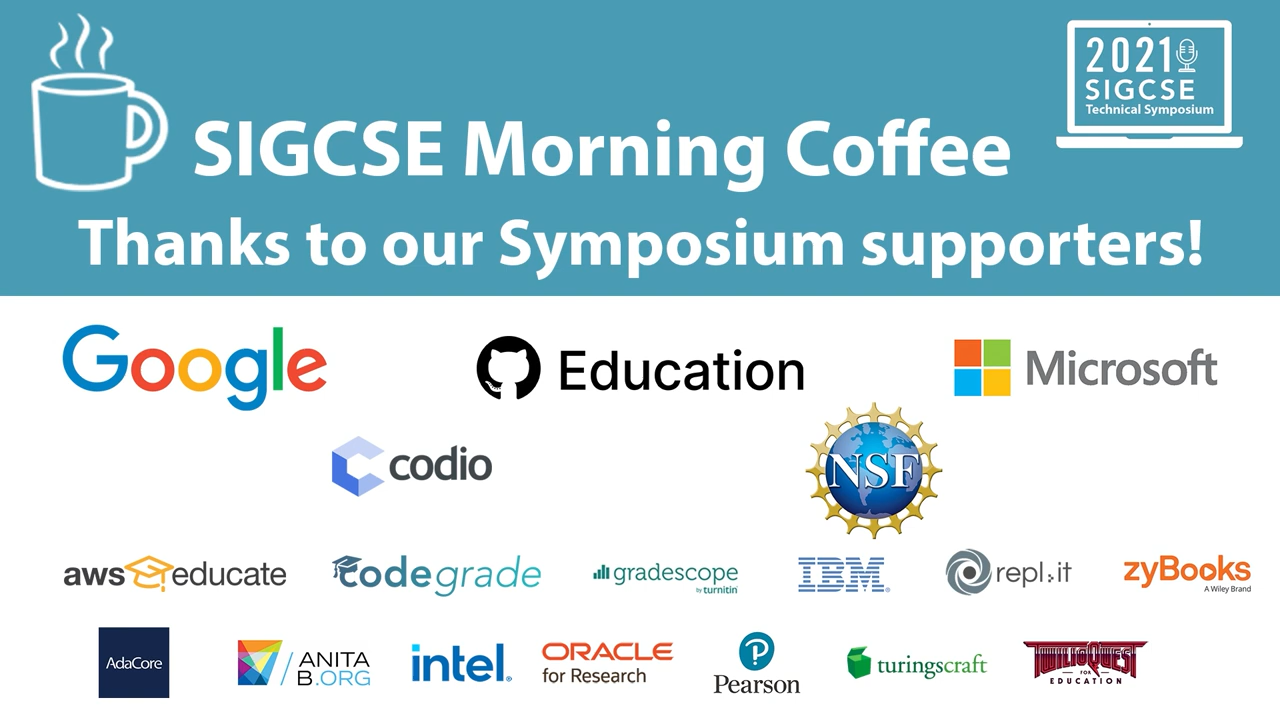 2021
SIGCSE
Technical Symposium
SIGCSE Morning Coffee
Thanks to our Symposium supporters!
Google
Education
Microsoft
codio
NSF
aws educate
codegrade
gradescope
by turnitin
IBM
repl.it
zyBooks
A Wiley Brand
AdaCore
ANITA
B.ORG
intel.
ORACLE
for Research
Pearson
turingscraft
TWILIOQUEST
FOR
EDUCATION